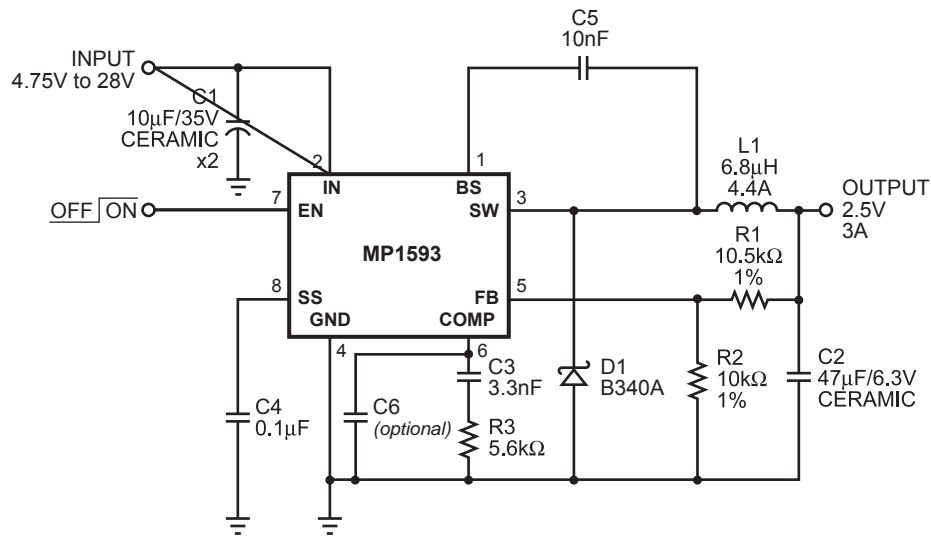 C5
10nF
INPUT
4.75V to 28V
C1
10μF/35V
CERAMIC
x2
2
1
L1
6.8μH
4.4A
IN
BS
OFF ON
7
EN
SW
3
OUTPUT
2.5V
3A
MP1593
R1
10.5kΩ
1%
8
SS
FB
5
GND
COMP
4
6
C3
3.3nF
D1
B340A
R2
10kΩ
1%
C2
47μF/6.3V
CERAMIC
C4
0.1μF
C6
(optional)
R3
5.6kΩ